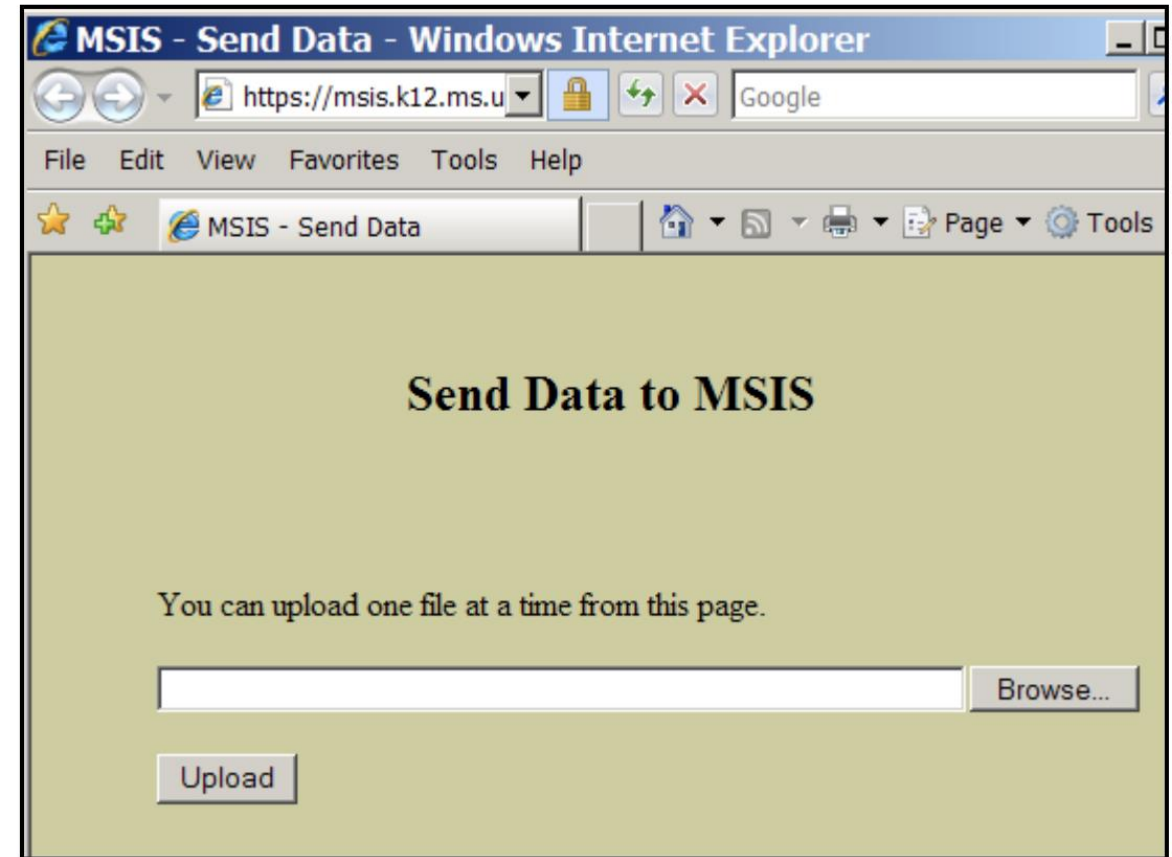 MSIS - Send Data - Windows Internet Explorer
https://msis.k12.ms.u
Google
File Edit View Favorites Tools Help
MSIS - Send Data
Page
Tools
Send Data to MSIS
You can upload one file at a time from this page.
Browse...
Upload